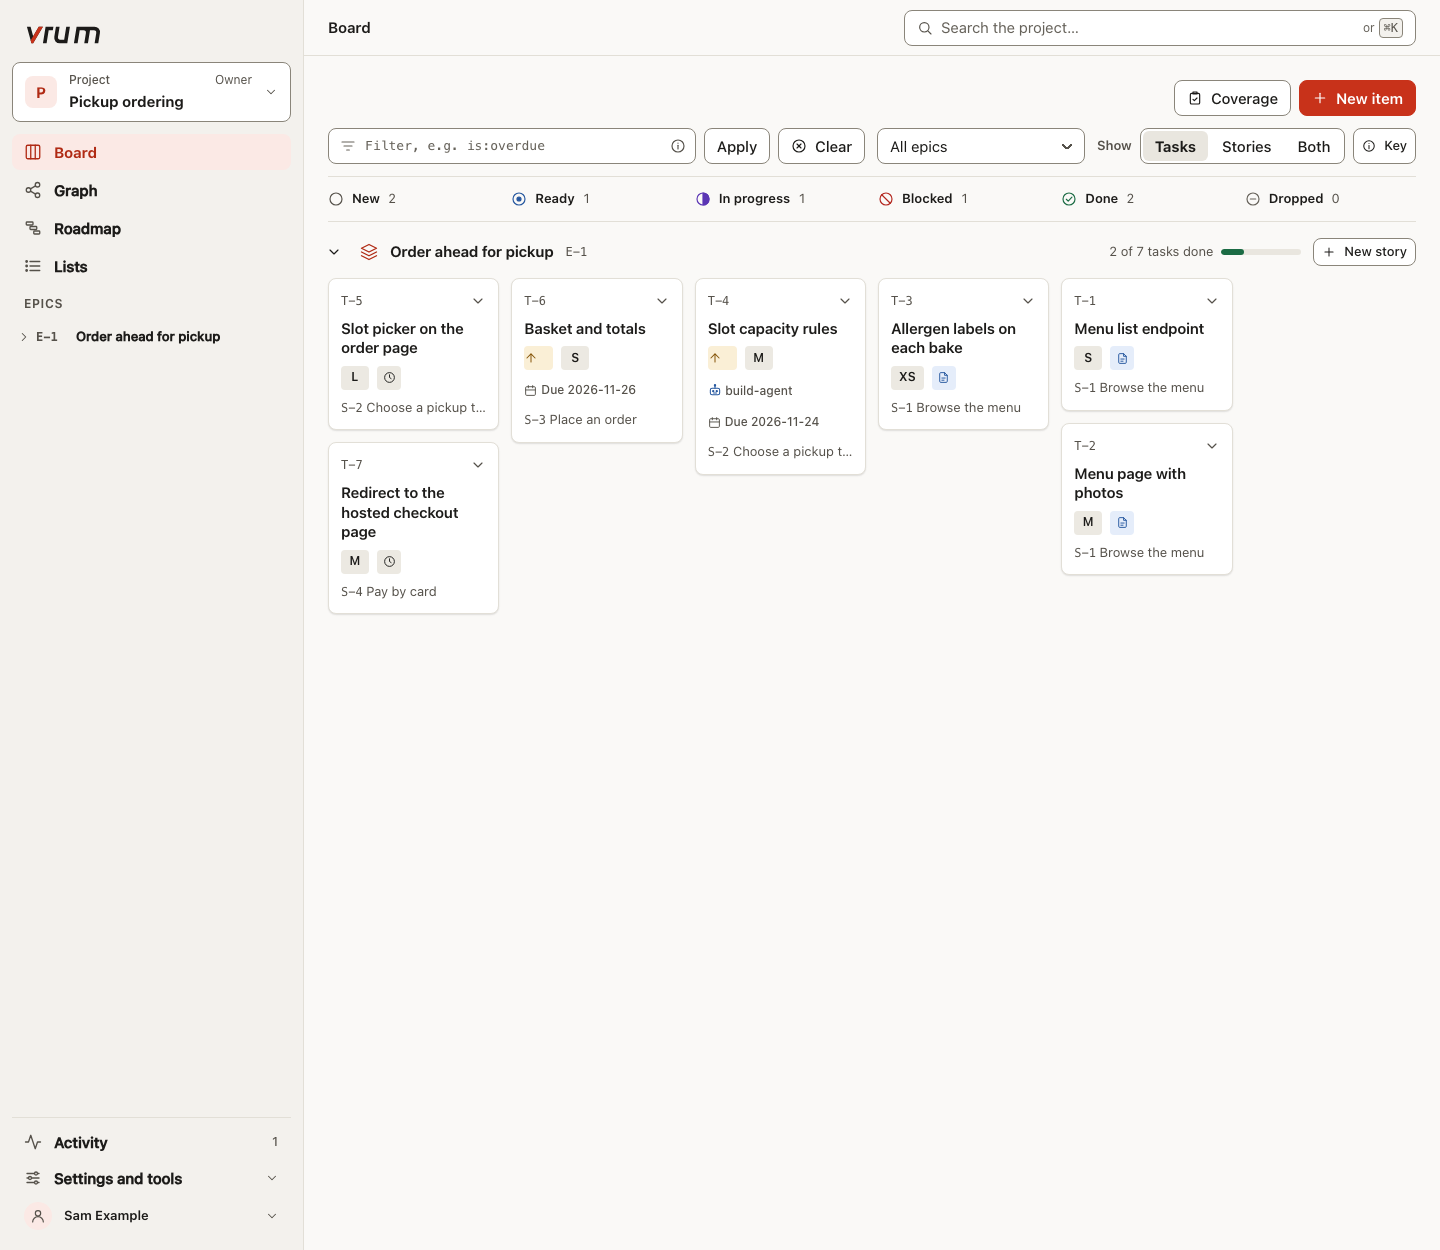 vrum
Project
Owner
P
Pickup ordering
Board
Graph
Roadmap
Lists
EPICS
E–1 Order ahead for pickup
Activity 1
Settings and tools
Sam Example
Board
Search the project... or ⌘K
Coverage
+ New item
Filter, e.g. is:overdue
Apply
Clear
All epics
Show
Tasks
Stories
Both
Key
New 2
Ready 1
In progress 1
Blocked 1
Done 2
Dropped 0
Order ahead for pickup E–1
2 of 7 tasks done
+ New story
T–5
Slot picker on the
order page
L
S–2 Choose a pickup t...
T–7
Redirect to the
hosted checkout
page
M
S–4 Pay by card
T–6
Basket and totals
S
Due 2026-11-26
S–3 Place an order
T–4
Slot capacity rules
M
build-agent
Due 2026-11-24
S–2 Choose a pickup t...
T–3
Allergen labels on
each bake
XS
S–1 Browse the menu
T–1
Menu list endpoint
S
S–1 Browse the menu
T–2
Menu page with
photos
M
S–1 Browse the menu